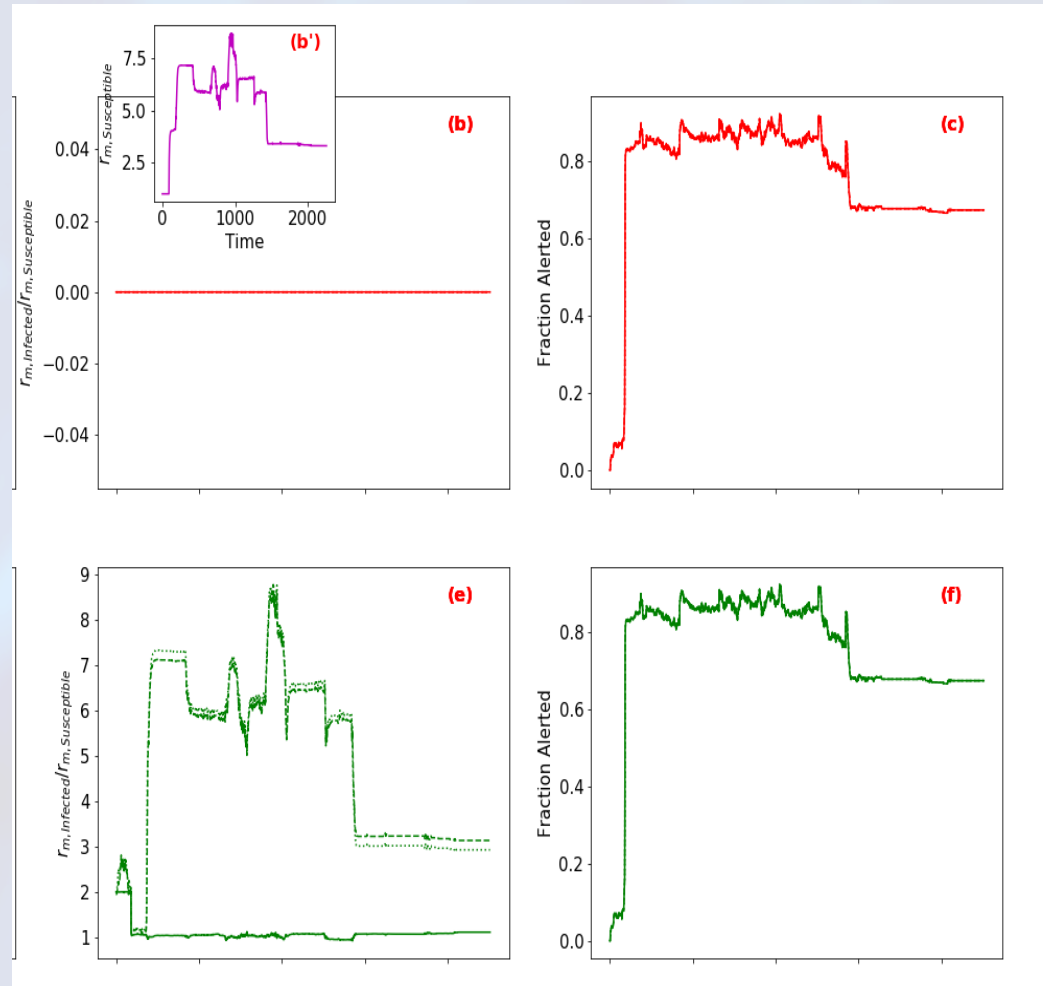 (b')
7.5
5.0
2.5
r_{m, Susceptible}
0
1000
2000
Time
(b)
0.04
0.02
0.00
−0.02
−0.04
r_{m, Infected}/r_{m, Susceptible}
(c)
0.8
0.6
0.4
0.2
0.0
Fraction Alerted
(e)
9
8
7
6
5
4
3
2
1
r_{m, Infected}/r_{m, Susceptible}
(f)
0.8
0.6
0.4
0.2
0.0
Fraction Alerted